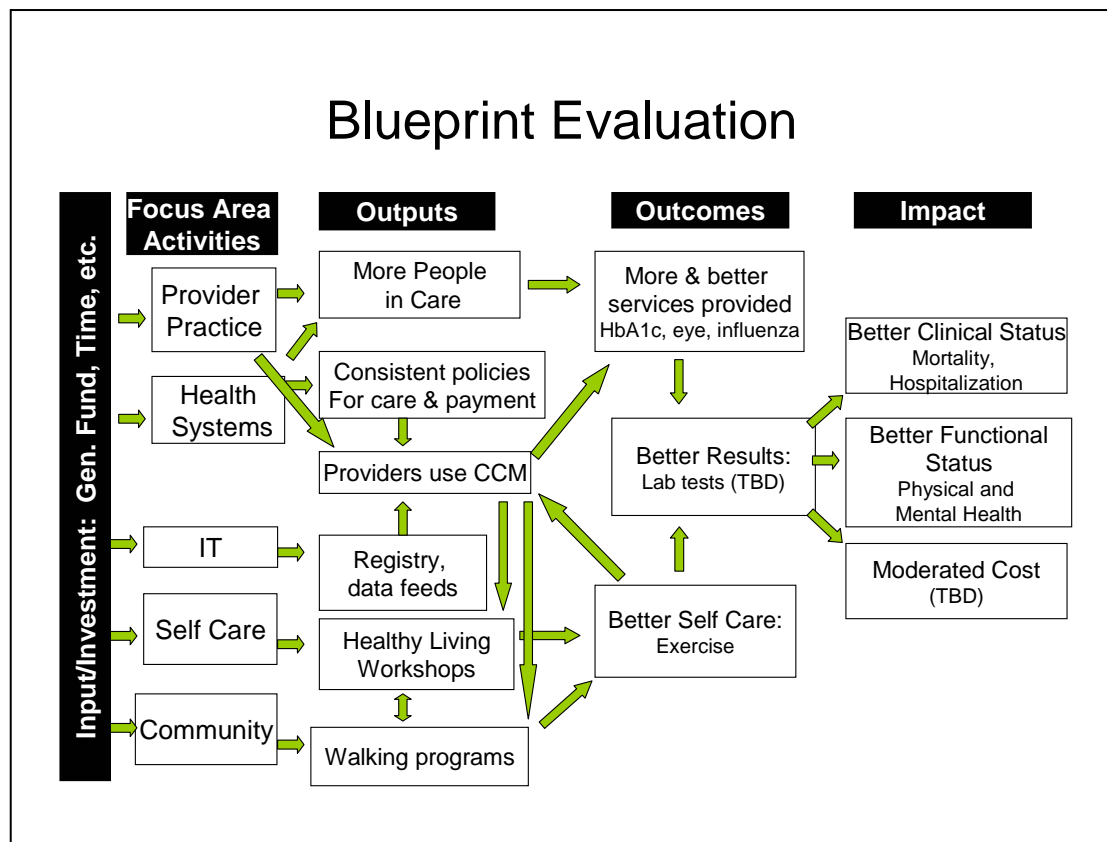 Blueprint Evaluation
Input/Investment: Gen. Fund, Time, etc.
Focus Area
Activities
Provider
Practice
Health
Systems
IT
Self Care
Community
Outputs
More People
in Care
Consistent policies
For care & payment
Providers use CCM
Registry,
data feeds
Healthy Living
Workshops
Walking programs
Outcomes
More & better
services provided
HbA1c, eye, influenza
Better Results:
Lab tests (TBD)
Better Self Care:
Exercise
Impact
Better Clinical Status
Mortality,
Hospitalization
Better Functional
Status
Physical and
Mental Health
Moderated Cost
(TBD)